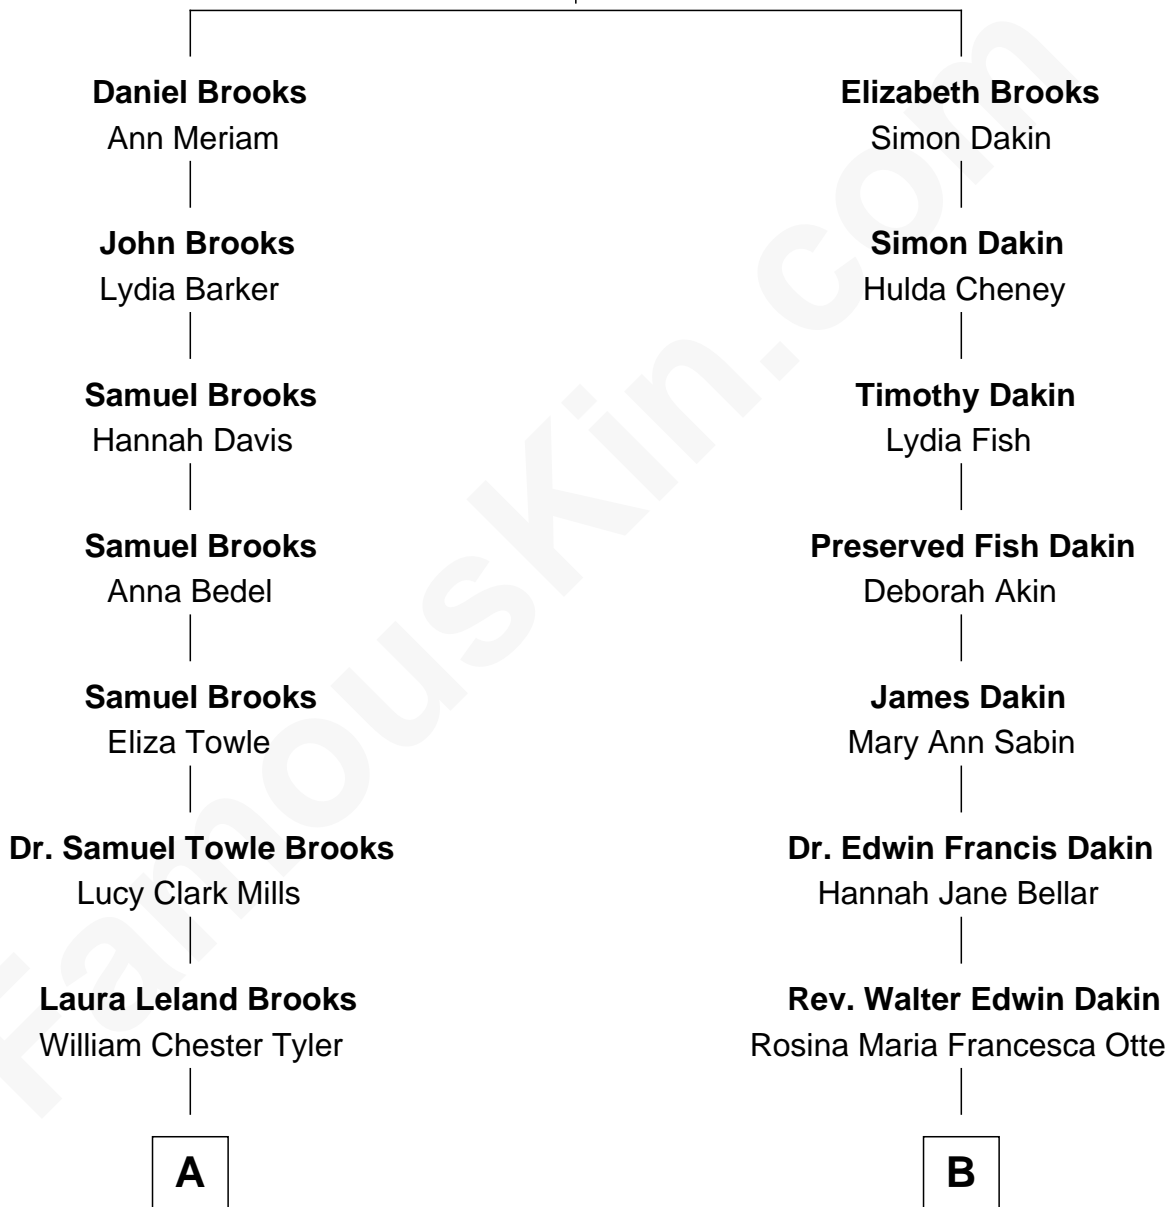 Daniel Brooks
Ann Meriam
John Brooks
Lydia Barker
Samuel Brooks
Hannah Davis
Samuel Brooks
Anna Bedel
Samuel Brooks
Eliza Towle
Dr. Samuel Towle Brooks
Lucy Clark Mills
Laura Leland Brooks
William Chester Tyler
A
Elizabeth Brooks
Simon Dakin
Simon Dakin
Hulda Cheney
Timothy Dakin
Lydia Fish
Preserved Fish Dakin
Deborah Akin
James Dakin
Mary Ann Sabin
Dr. Edwin Francis Dakin
Hannah Jane Bellar
Rev. Walter Edwin Dakin
Rosina Maria Francesca Otte
B
FamousKin.com